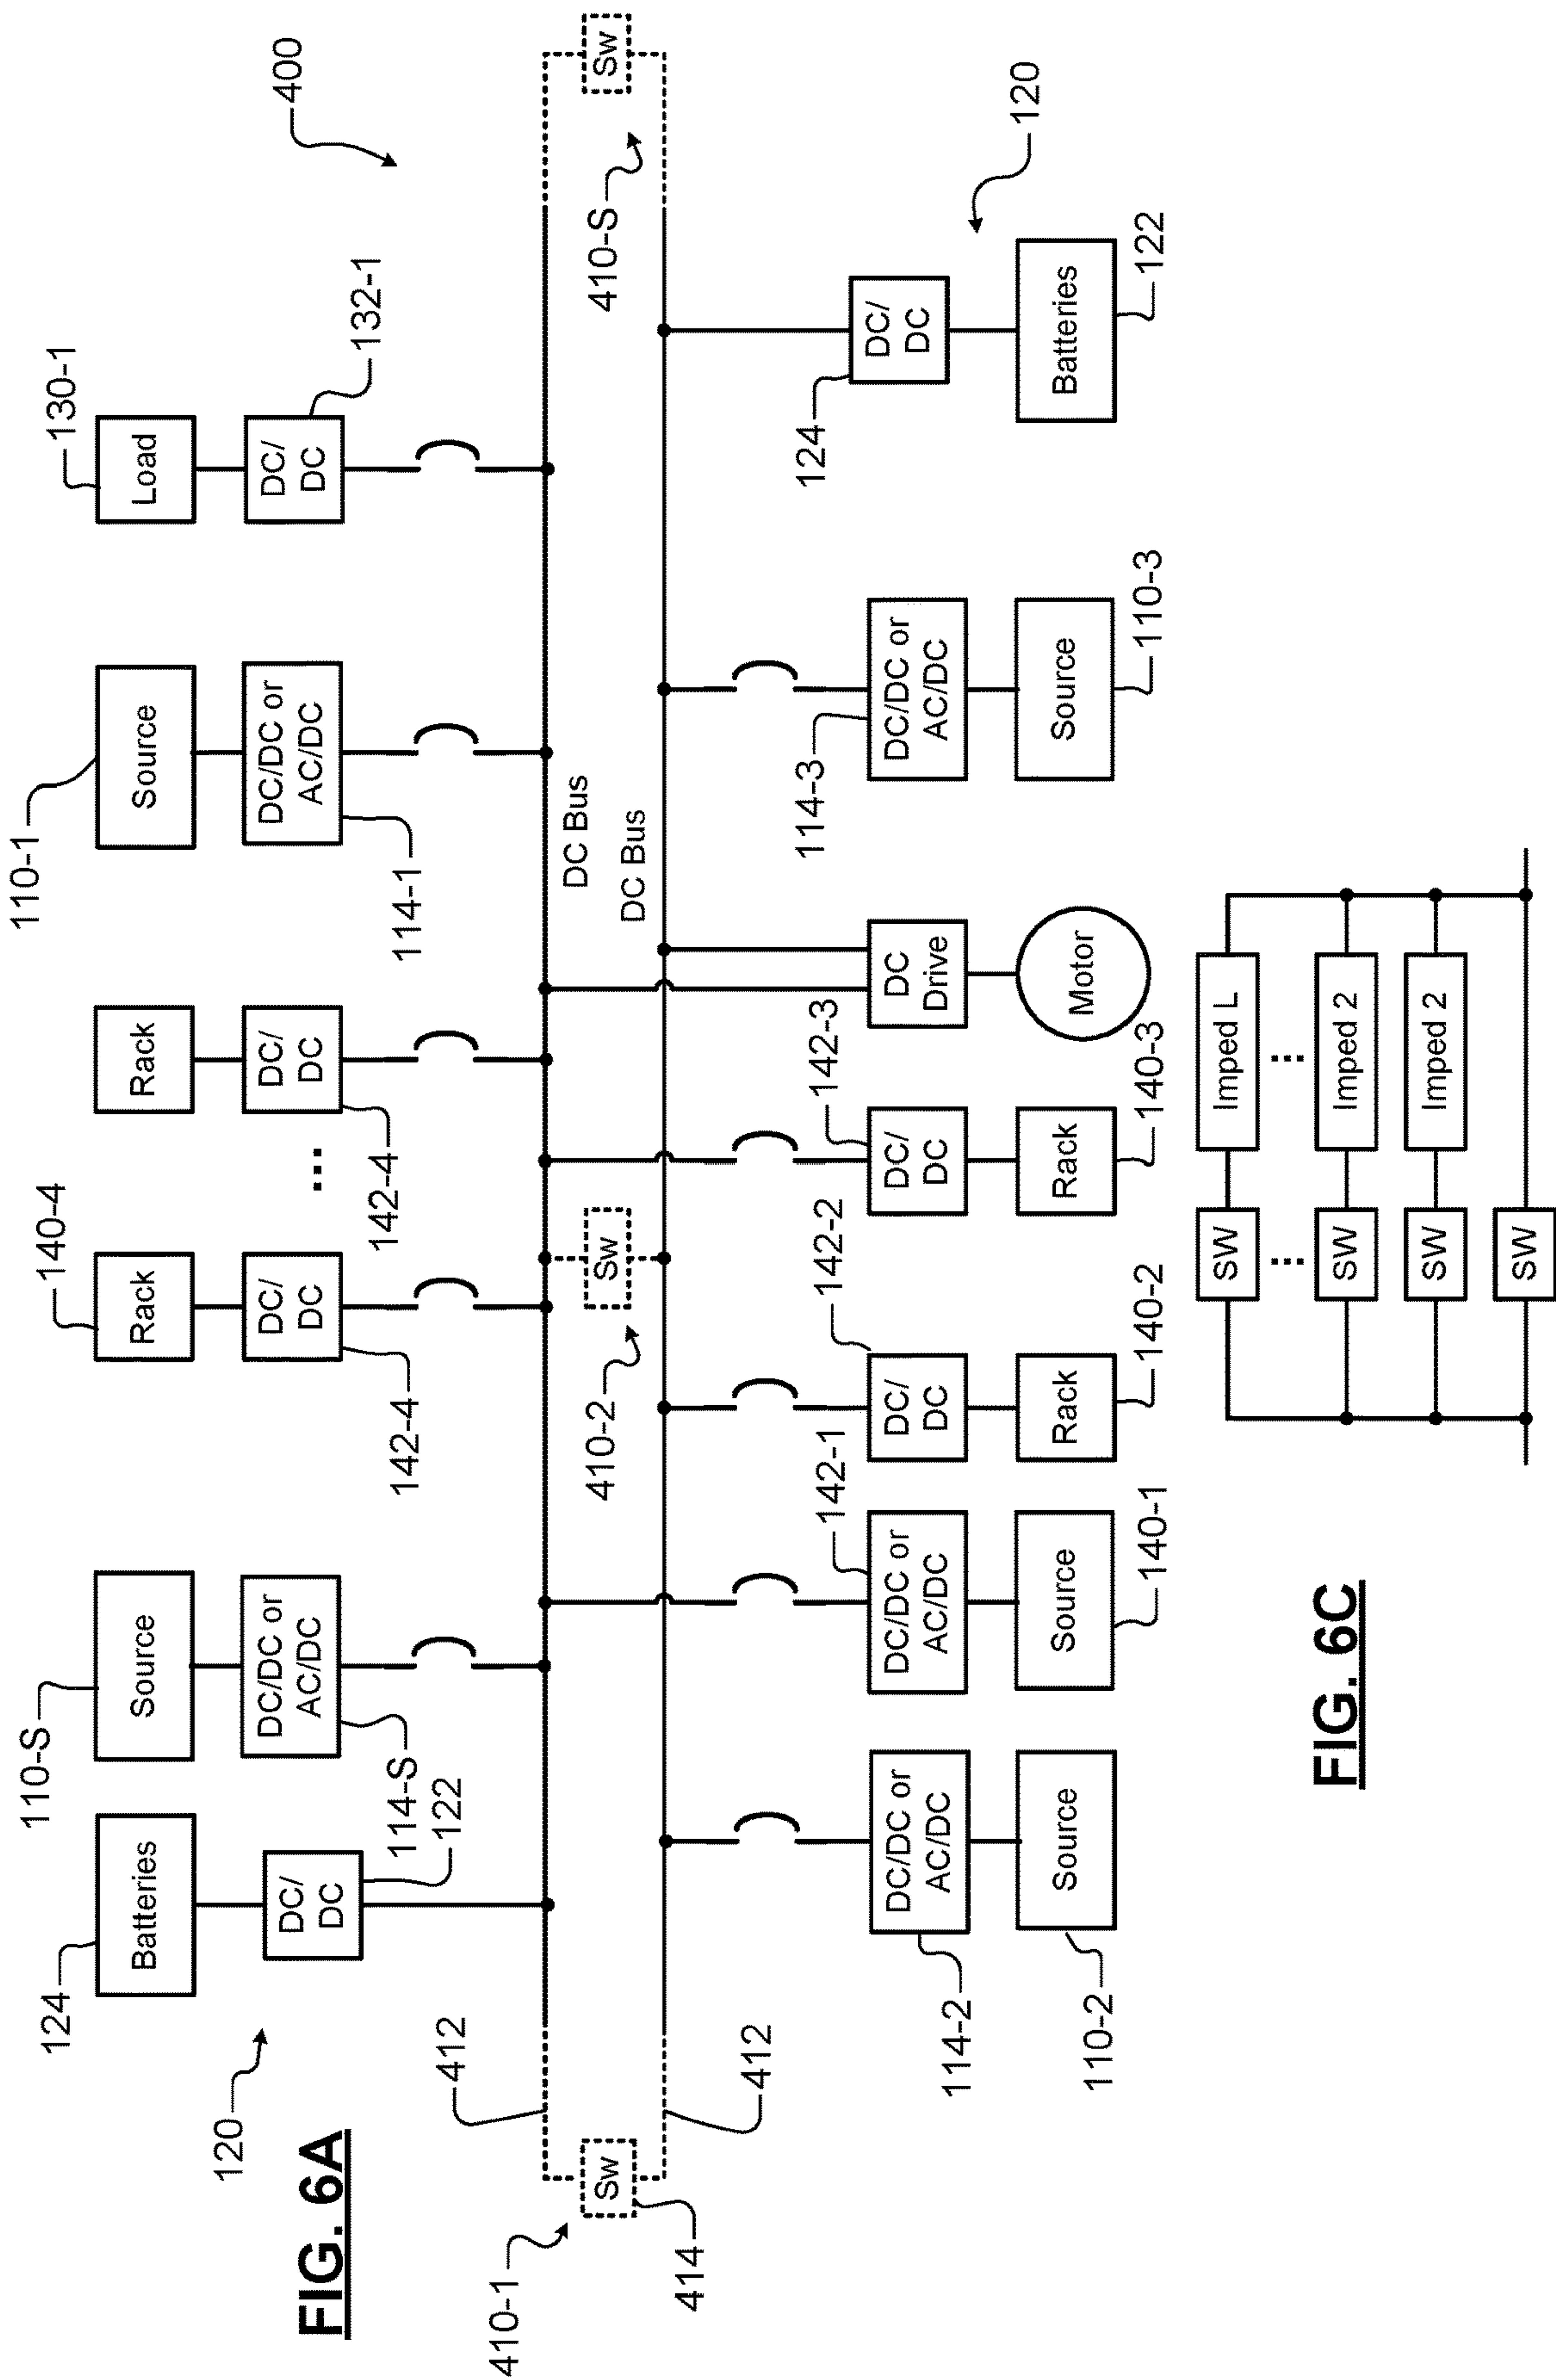 FIG. 6A
400
120
124
Batteries
DC/
DC
122
110-S
Source
DC/DC or
AC/DC
114-S
140-4
Rack
DC/
DC
142-4
...
Rack
DC/
DC
142-4
110-1
Source
DC/DC or
AC/DC
114-1
130-1
Load
DC/
DC
132-1
412
DC Bus
410-1
Sw
414
410-2
Sw
410-S
Sw
412
DC Bus
114-2
DC/DC or
AC/DC
Source
110-2
142-1
DC/DC or
AC/DC
Source
140-1
142-2
DC/
DC
Rack
140-2
142-3
DC/
DC
Rack
140-3
DC
Drive
Motor
114-3
DC/DC or
AC/DC
Source
110-3
120
124
DC/
DC
Batteries
122
FIG. 6C
SW
Imped L
...
...
SW
Imped 2
SW
Imped 2
SW